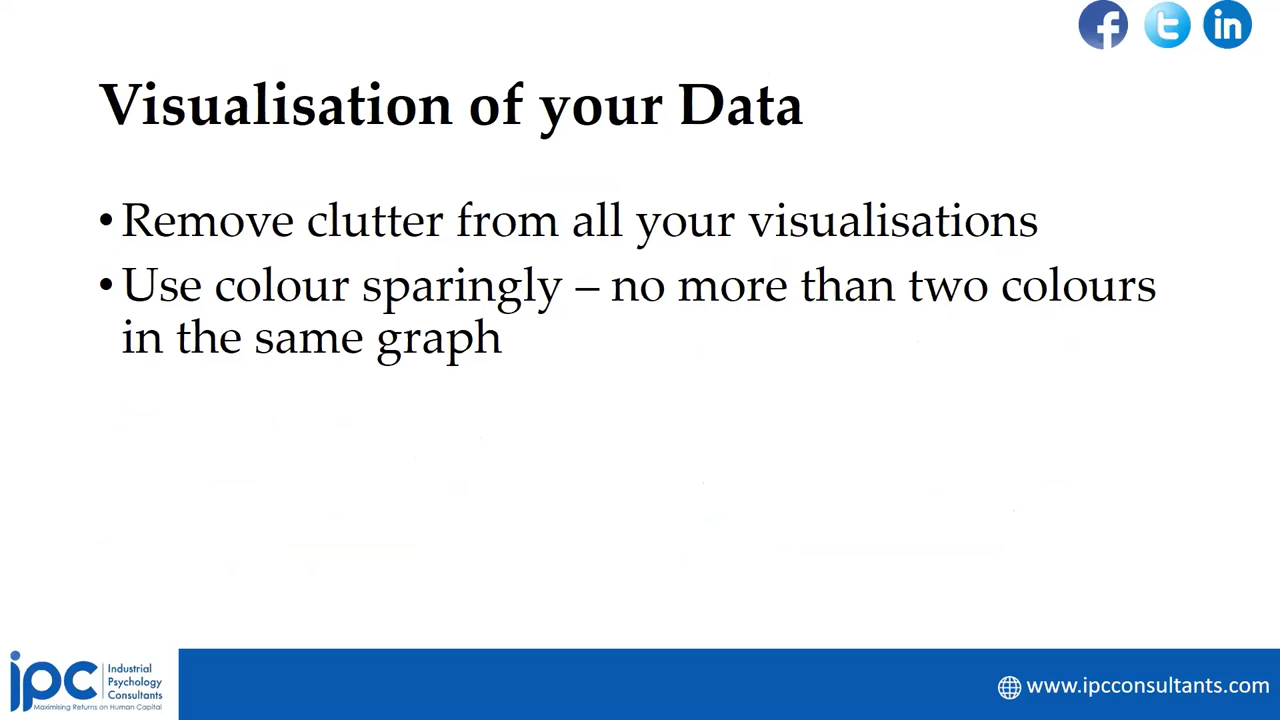 f t in
Visualisation of your Data
• Remove clutter from all your visualisations
• Use colour sparingly – no more than two colours
in the same graph
ipc Industrial
Psychology
Consultants
Maximising Returns on Human Capital
www.ipcconsultants.com